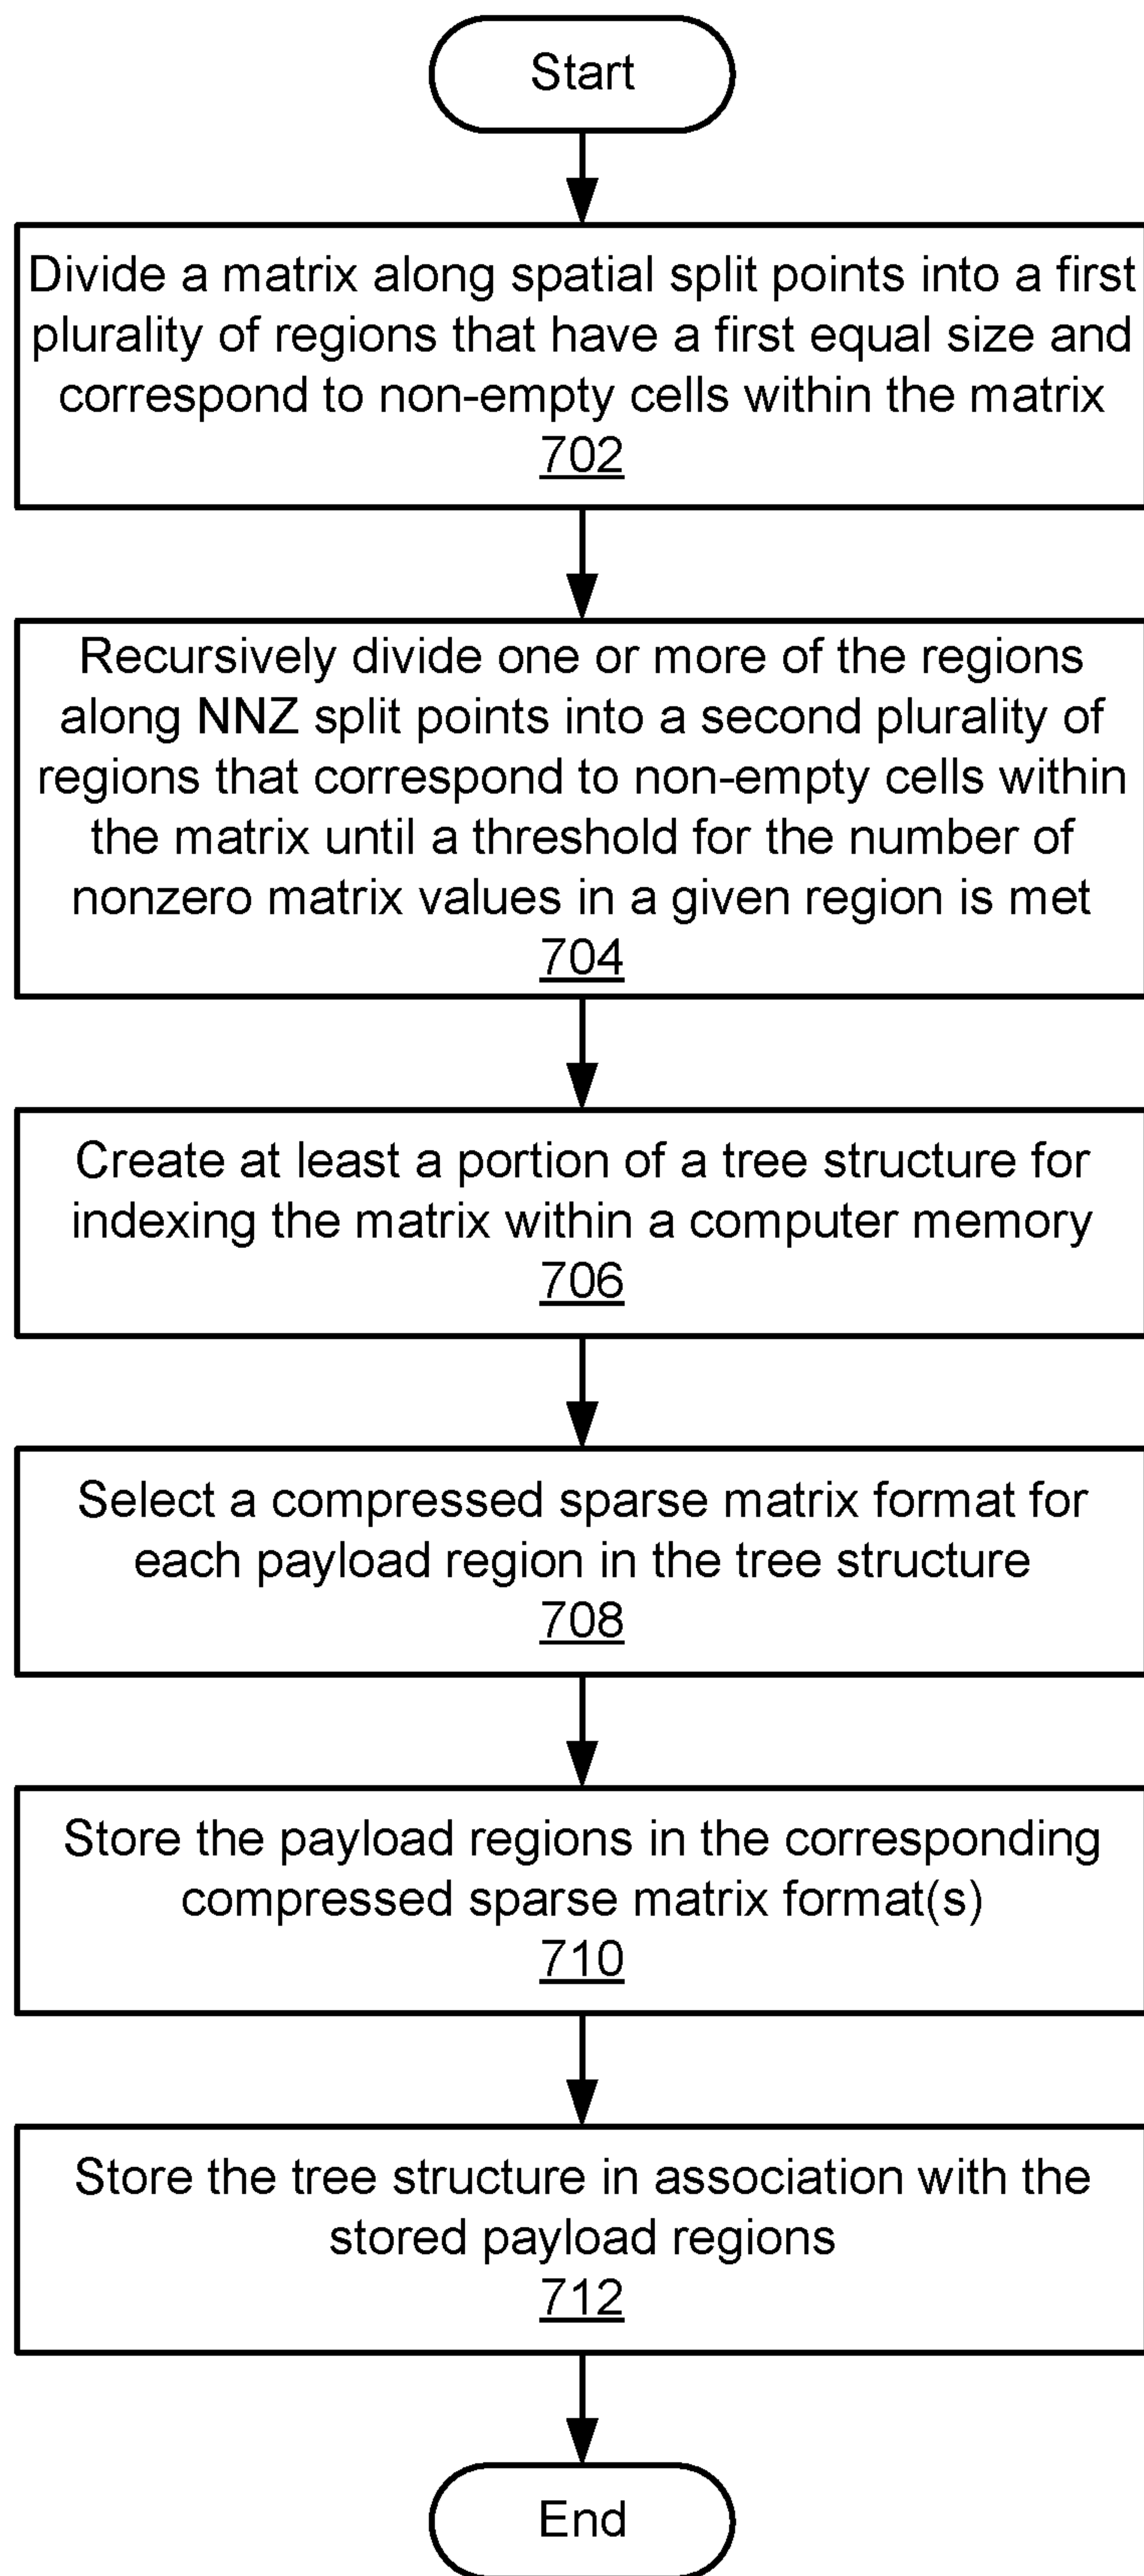 Start
Divide a matrix along spatial split points into a first
plurality of regions that have a first equal size and
correspond to non-empty cells within the matrix
702
Recursively divide one or more of the regions
along NNZ split points into a second plurality of
regions that correspond to non-empty cells within
the matrix until a threshold for the number of
nonzero matrix values in a given region is met
704
Create at least a portion of a tree structure for
indexing the matrix within a computer memory
706
Select a compressed sparse matrix format for
each payload region in the tree structure
708
Store the payload regions in the corresponding
compressed sparse matrix format(s)
710
Store the tree structure in association with the
stored payload regions
712
End